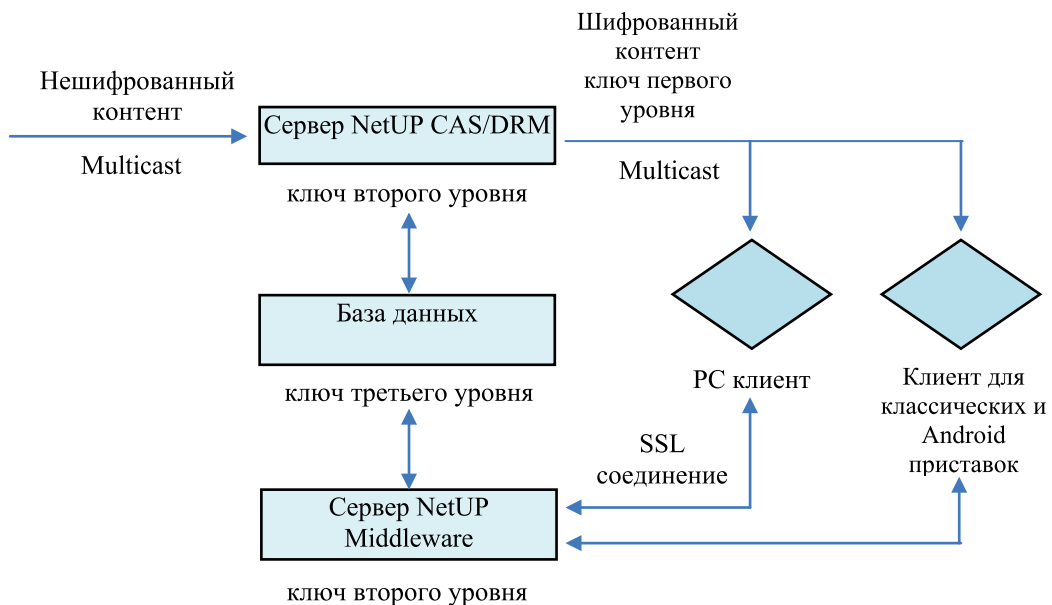 Нешифрованный
контент
Multicast
Сервер NetUP CAS/DRM
ключ второго уровня
Шифрованный
контент
ключ первого
уровня
Multicast
База данных
ключ третьего уровня
PC клиент
Клиент для
классических и
Android
приставок
SSL
соединение
Сервер NetUP
Middleware
ключ второго уровня